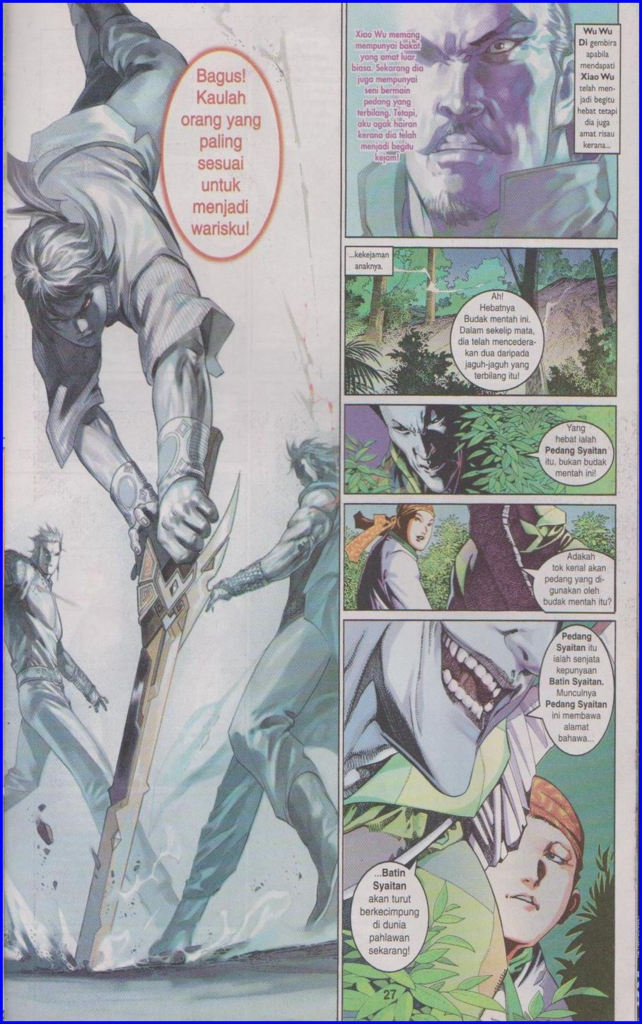 Bagus!
Kaulah
orang yang
paling
sesuai
untuk
menjadi
warisku!
Xiao Wu memang
mempunyai bakat
yang amat luar
biasa. Sekarang dia
juga mempunyai
seni bermain
pedang yang
terbilang. Tetapi,
aku agak hairan
kerana dia telah
menjadi begitu
kejam!
Wu Wu
Di gembira
apabila
mendapati
Xiao Wu
telah men-
jadi begitu
hebat tetapi
dia juga
amat risau
kerana...
...kekejaman
anaknya.
Ah!
Hebatnya
Budak mentah ini.
Dalam sekelip mata,
dia telah mencedera-
kan dua daripada
jaguh-jaguh yang
terbilang itu!
Yang
hebat ialah
Pedang Syaitan
itu, bukan budak
mentah ini!
Adakah
tok kenal akan
pedang yang di-
gunakan oleh
budak mentah itu?
Pedang
Syaitan itu
ialah senjata
kepunyaan
Batin Syaitan.
Munculnya
Pedang Syaitan
ini membawa
alamat
bahawa...
...Batin
Syaitan
akan turut
berkecimpung
di dunia
pahlawan
sekarang!
27